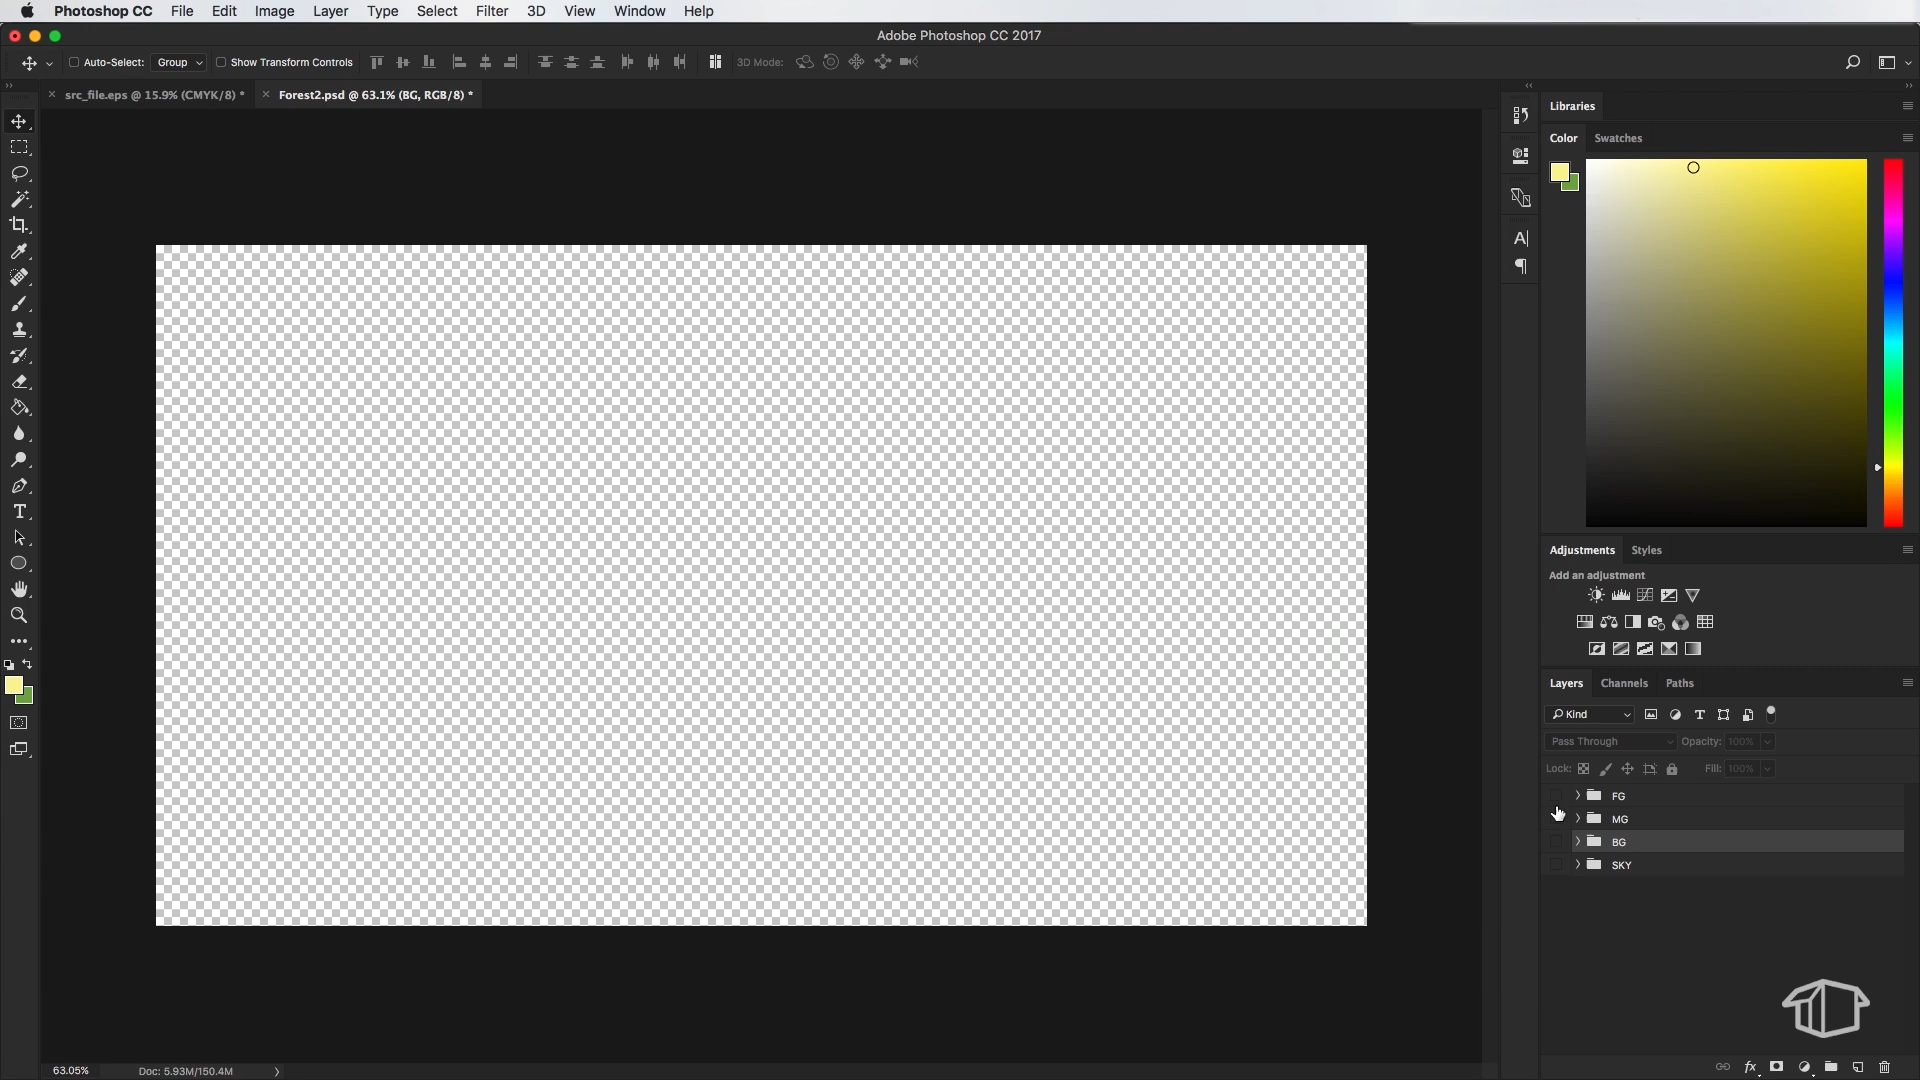 Photoshop CC File Edit Image Layer Type Select Filter 3D View Window Help
Adobe Photoshop CC 2017
Auto-Select: Group Show Transform Controls 3D Mode:
src_file.eps @ 15.9% (CMYK/8) * Forest2.psd @ 63.1% (BG, RGB/8) *
Libraries
Color Swatches
Adjustments Styles
Add an adjustment
Layers Channels Paths
Kind
Pass Through Opacity: 100%
Lock: Fill: 100%
FG
MG
BG
SKY
63.05% Doc: 5.93M/150.4M